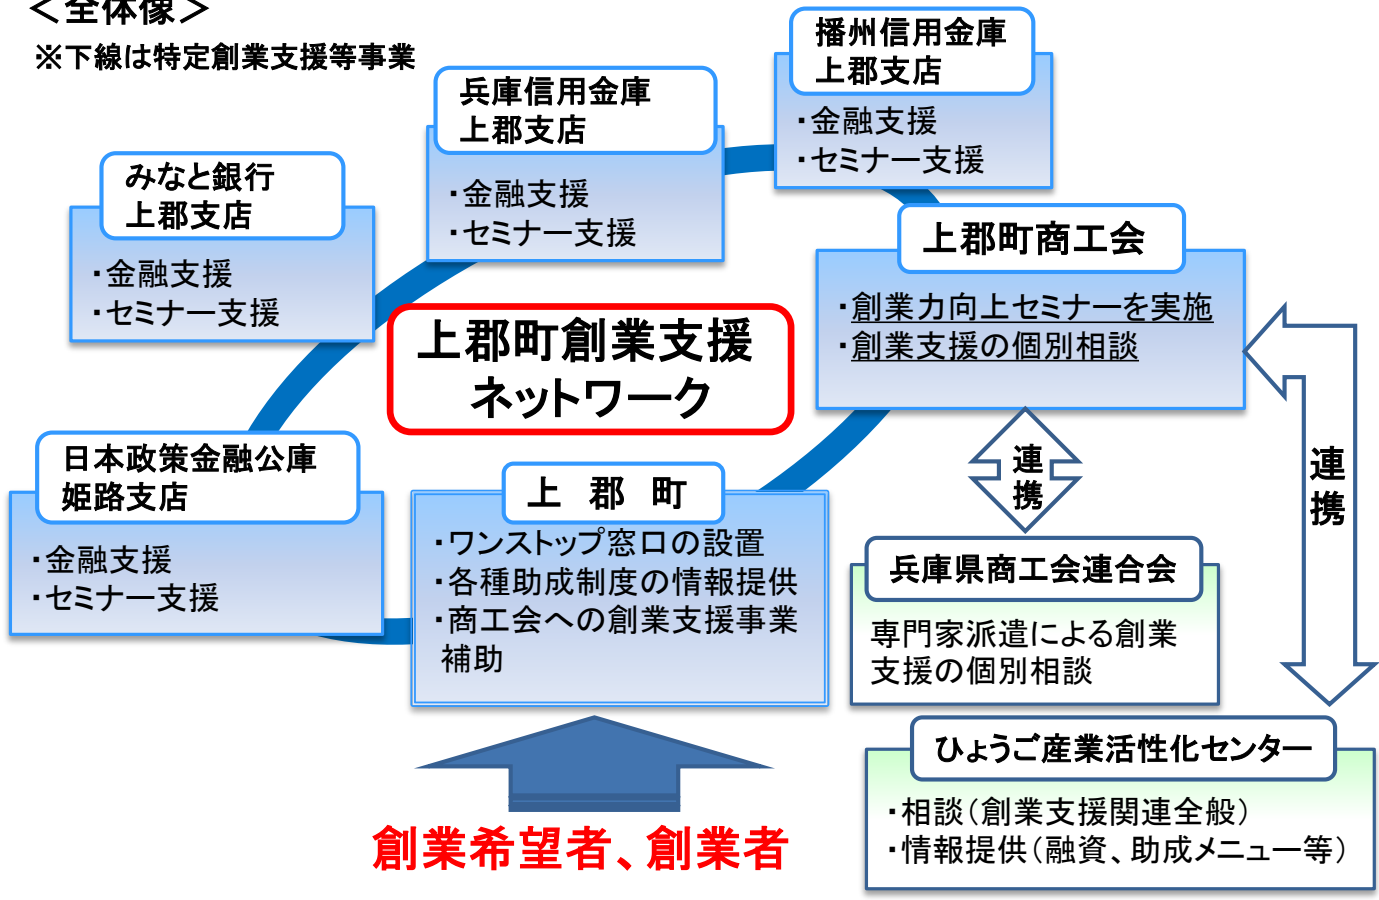 ＜全体像＞
※下線は特定創業支援等事業
播州信用金庫
上郡支店
・金融支援
・セミナー支援
兵庫信用金庫
上郡支店
・金融支援
・セミナー支援
みなと銀行
上郡支店
・金融支援
・セミナー支援
上郡町商工会
・創業力向上セミナーを実施
・創業支援の個別相談
上郡町創業支援
ネットワーク
日本政策金融公庫
姫路支店
・金融支援
・セミナー支援
上　郡　町
・ワンストップ窓口の設置
・各種助成制度の情報提供
・商工会への創業支援事業
補助
連
携
連
携
兵庫県商工会連合会
専門家派遣による創業
支援の個別相談
ひょうご産業活性化センター
・相談（創業支援関連全般）
・情報提供（融資、助成メニュー等）
創業希望者、創業者